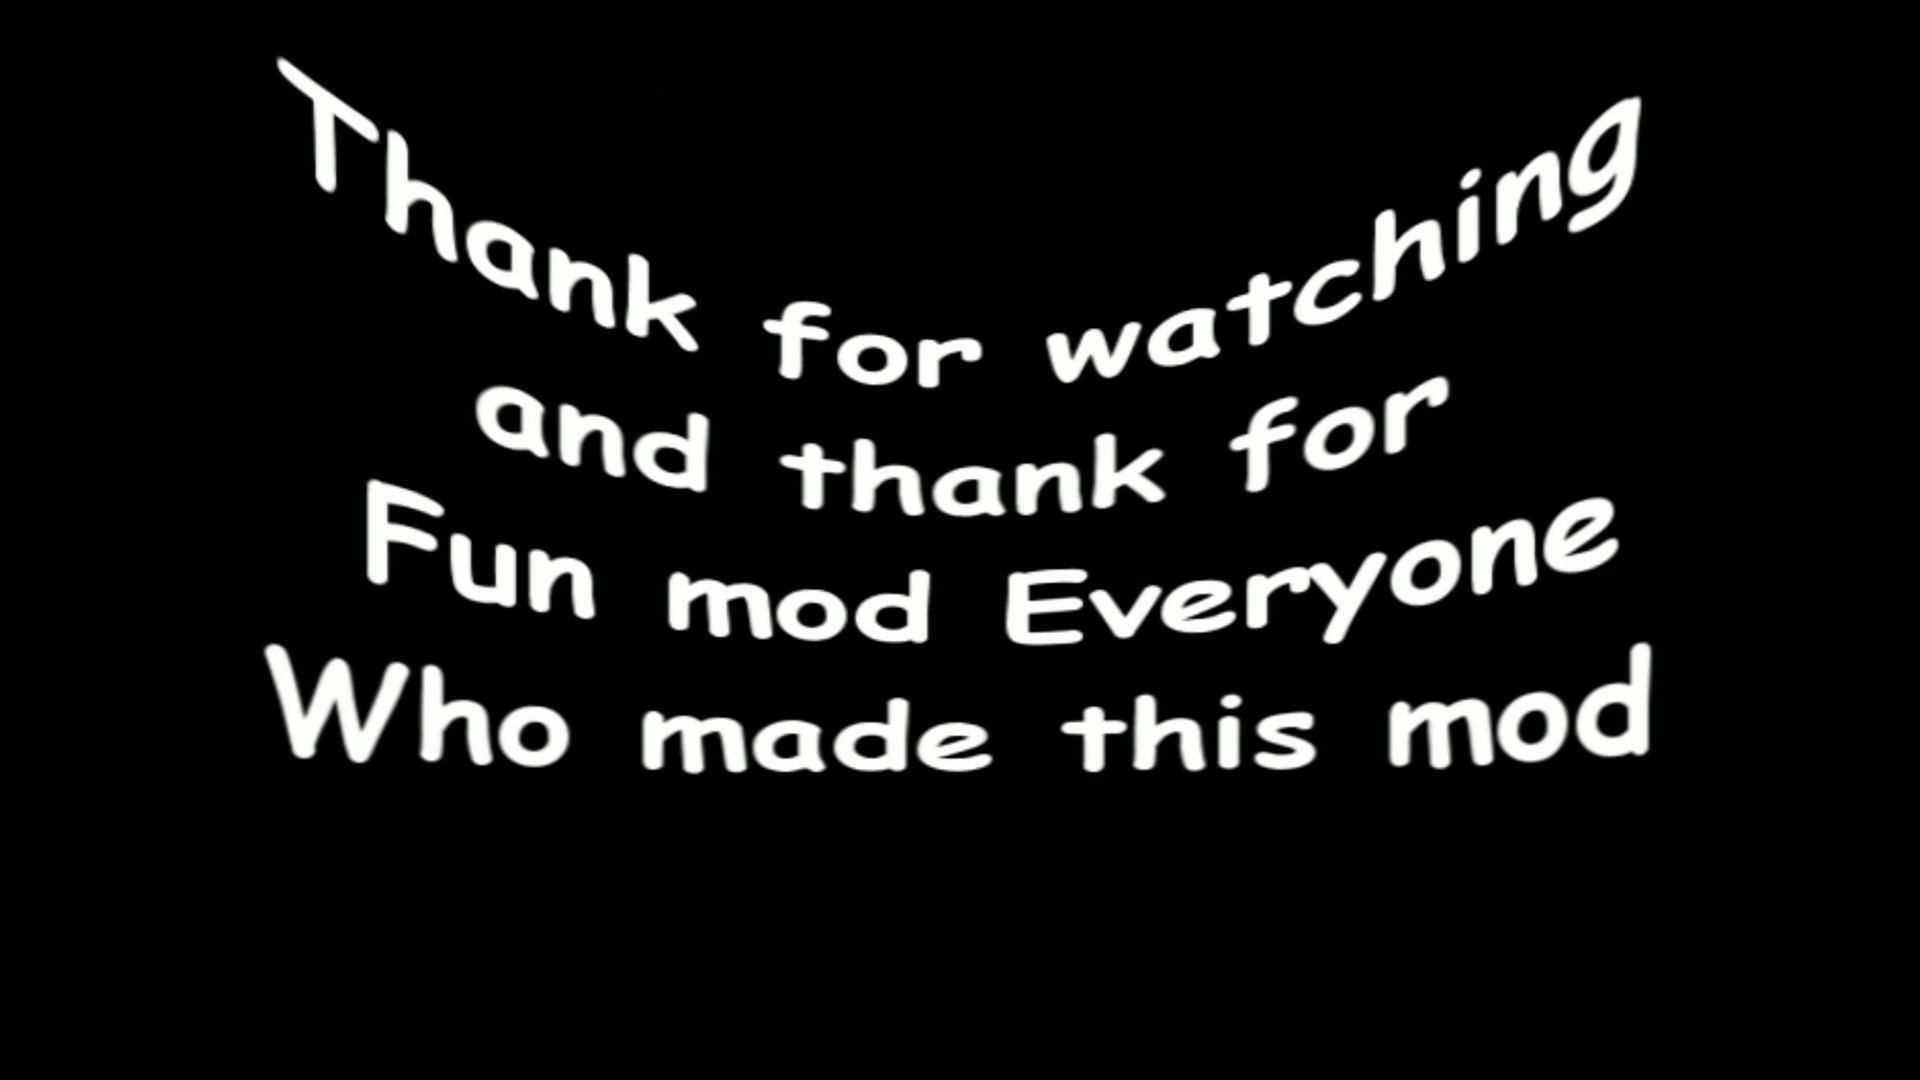 Thank for watching
and thank for
Fun mod Everyone
Who made this mod